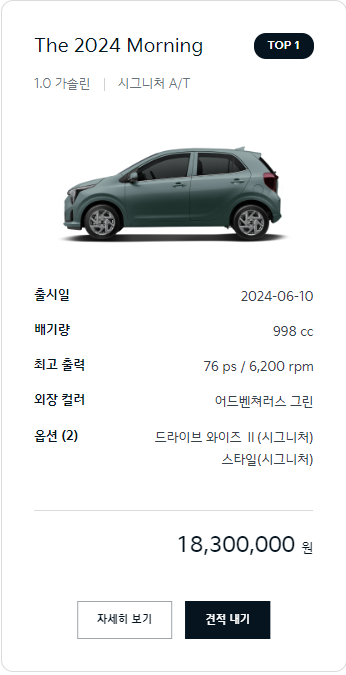 The 2024 Morning
TOP 1
1.0 가솔린 | 시그니처 A/T
출시일 2024-06-10
배기량 998 cc
최고 출력 76 ps / 6,200 rpm
외장 컬러 어드벤쳐러스 그린
옵션 (2) 드라이브 와이즈 Ⅱ(시그니처)
스타일(시그니처)
18,300,000 원
자세히 보기
견적 내기